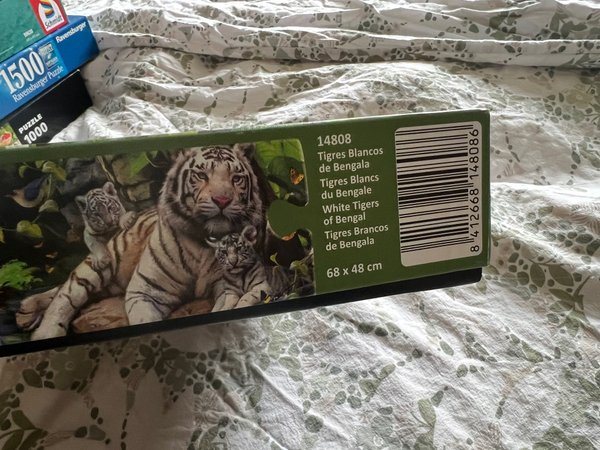 Schmidt
1500
Ravensburger
Ravensburger Puzzle
PUZZLE
1000
14808
Tigres Blancos
de Bengala
Tigres Blancs
du Bengale
White Tigers
of Bengal
Tigres Brancos
de Bengala
68 x 48 cm
8 412668 148086